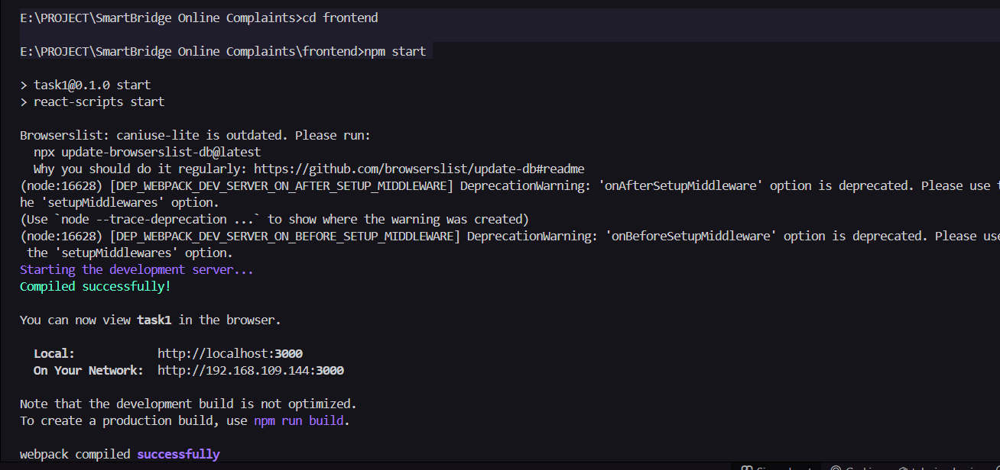 E:\PROJECT\SmartBridge Online Complaints>cd frontend
E:\PROJECT\SmartBridge Online Complaints\frontend>npm start
> task1@0.1.0 start
> react-scripts start
Browserslist: caniuse-lite is outdated. Please run:
npx update-browserslist-db@latest
Why you should do it regularly: https://github.com/browserslist/update-db#readme
(node:16628) [DEP_WEBPACK_DEV_SERVER_ON_AFTER_SETUP_MIDDLEWARE] DeprecationWarning: 'onAfterSetupMiddleware' option is deprecated. Please use t
he 'setupMiddlewares' option.
(Use `node --trace-deprecation ...` to show where the warning was created)
(node:16628) [DEP_WEBPACK_DEV_SERVER_ON_BEFORE_SETUP_MIDDLEWARE] DeprecationWarning: 'onBeforeSetupMiddleware' option is deprecated. Please use
the 'setupMiddlewares' option.
Starting the development server...
Compiled successfully!
You can now view task1 in the browser.
Local: http://localhost:3000
On Your Network: http://192.168.109.144:3000
Note that the development build is not optimized.
To create a production build, use npm run build.
webpack compiled successfully